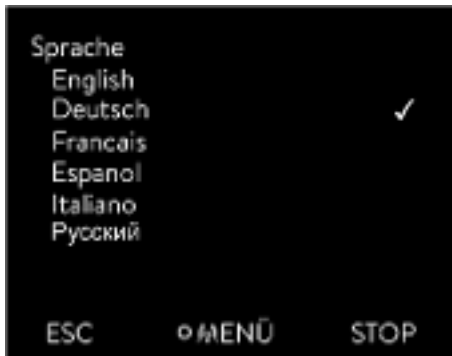 Sprache
English
Deutsch ✓
Francais
Espanol
Italiano
Русский
ESC MENÜ STOP